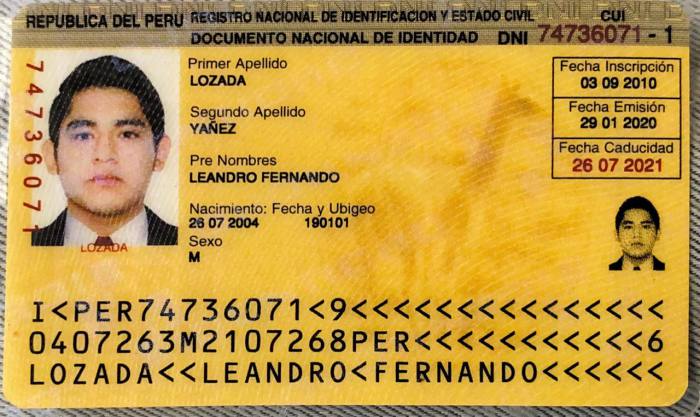 REPUBLICA DEL PERU REGISTRO NACIONAL DE IDENTIFICACION Y ESTADO CIVIL CUI
DOCUMENTO NACIONAL DE IDENTIDAD DNI 74736071 - 1
74736071
Primer Apellido
LOZADA
Segundo Apellido
YAÑEZ
Pre Nombres
LEANDRO FERNANDO
Nacimiento: Fecha y Ubigeo
26 07 2004 190101
Sexo
M
Fecha Inscripción
03 09 2010
Fecha Emisión
29 01 2020
Fecha Caducidad
26 07 2021
LOZADA
I<PER74736071<9<<<<<<<<<<<<<<<
0407263M2107268PER<<<<<<<<<<<6
LOZADA<<LEANDRO<FERNANDO<<<<<<